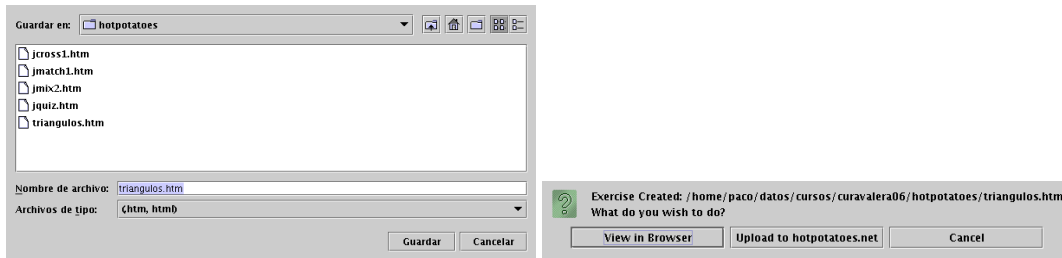 Guardar en: hotpotatoes
jcross1.htm
jmatch1.htm
jmix2.htm
jquiz.htm
triangulos.htm
Nombre de archivo: triangulos.htm
Archivos de tipo: (htm, html)
Guardar Cancelar
Exercise Created: /home/paco/datos/cursos/curavalera06/hotpotatoes/triangulos.htm
What do you wish to do?
View in Browser Upload to hotpotatoes.net Cancel